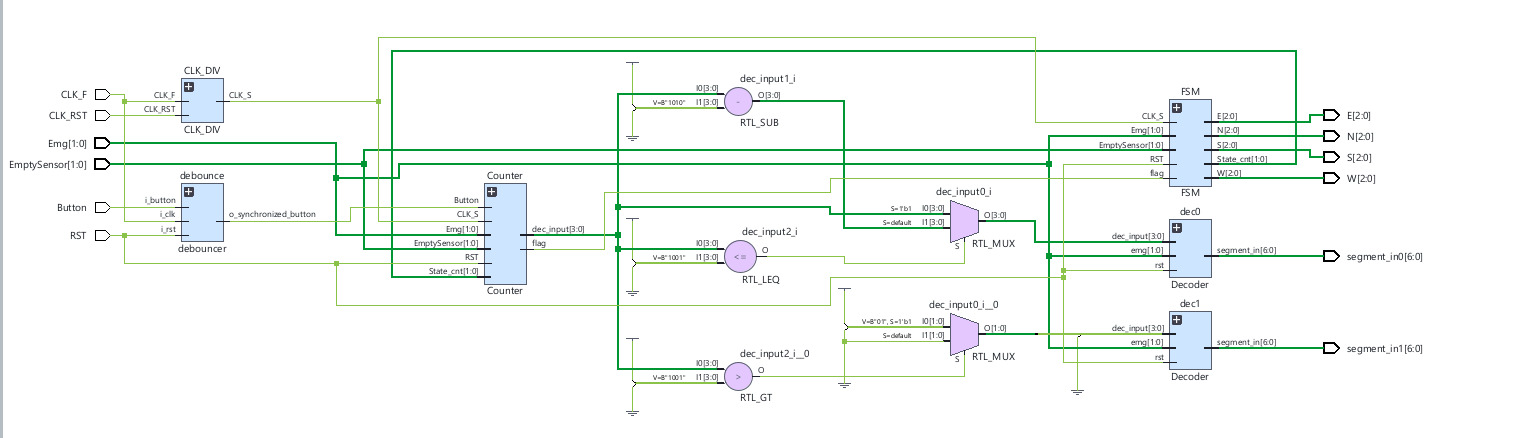 CLK_F
CLK_RST
Emg[1:0]
EmptySensor[1:0]
Button
RST
CLK_DIV
CLK_F
CLK_RST
CLK_S
CLK_DIV
debounce
i_button
i_clk
i_rst
o_synchronized_button
debouncer
Counter
Button
CLK_S
Emg[1:0]
EmptySensor[1:0]
RST
State_cnt[1:0]
dec_input[3:0]
flag
Counter
dec_input1_i
I0[3:0]
V=B"1010"
I1[3:0]
O[3:0]
-
RTL_SUB
dec_input2_i
I0[3:0]
V=B"1001"
I1[3:0]
O
<=
RTL_LEQ
dec_input2_i__0
I0[3:0]
V=B"1001"
I1[3:0]
O
>
RTL_GT
dec_input0_i
S=1'b1
I0[3:0]
S=default
I1[3:0]
O[3:0]
S
RTL_MUX
dec_input0_i__0
V=B"01", S=1'b1
I0[1:0]
S=default
I1[1:0]
O[1:0]
S
RTL_MUX
FSM
CLK_S
Emg[1:0]
EmptySensor[1:0]
RST
flag
E[2:0]
N[2:0]
S[2:0]
State_cnt[1:0]
W[2:0]
FSM
dec0
dec_input[3:0]
emg[1:0]
rst
segment_in[6:0]
Decoder
dec1
dec_input[3:0]
emg[1:0]
rst
segment_in[6:0]
Decoder
E[2:0]
N[2:0]
S[2:0]
W[2:0]
segment_in0[6:0]
segment_in1[6:0]